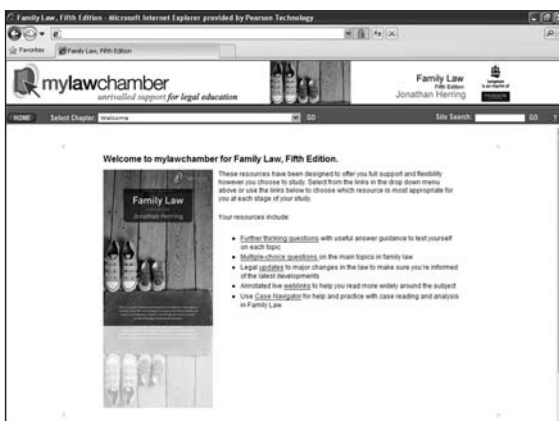 Family Law, Fifth Edition - Microsoft Internet Explorer provided by Pearson Technology
Favorites Family Law, Fifth Edition
mylawchamber
unrivalled support for legal education
Family Law
Fifth Edition
Jonathan Herring
HOME Select Chapter: Welcome GO Site Search: GO ?
Welcome to mylawchamber for Family Law, Fifth Edition.
These resources have been designed to offer you full support and flexibility
however you choose to study. Select from the links in the drop down menu
above or use the links below to choose which resource is most appropriate for
you at each stage of your study.
Your resources include:
Further thinking questions with useful answer guidance to test yourself
on each topic
Multiple-choice questions on the main topics in family law
Legal updates to major changes in the law to make sure you're informed
of the latest developments
Annotated live weblinks to help you read more widely around the subject
Use Case Navigator for help and practice with case reading and analysis
in Family Law
Family Law
Jonathan Herring